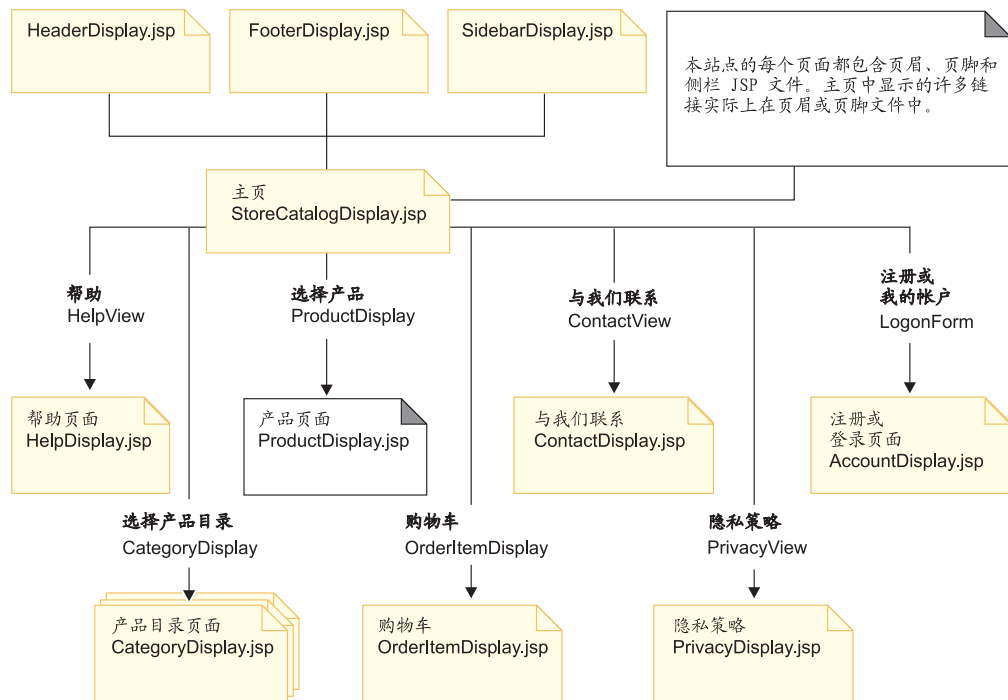 HeaderDisplay.jsp
FooterDisplay.jsp
SidebarDisplay.jsp
本站点的每个页面都包含页眉、页脚和
侧栏 JSP 文件。主页中显示的许多链
接实际上在页眉或页脚文件中。
主页
StoreCatalogDisplay.jsp
帮助
HelpView
选择产品
ProductDisplay
与我们联系
ContactView
注册或
我的帐户
LogonForm
帮助页面
HelpDisplay.jsp
产品页面
ProductDisplay.jsp
与我们联系
ContactDisplay.jsp
注册或
登录页面
AccountDisplay.jsp
选择产品目录
CategoryDisplay
购物车
OrderItemDisplay
隐私策略
PrivacyView
产品目录页面
CategoryDisplay.jsp
购物车
OrderItemDisplay.jsp
隐私策略
PrivacyDisplay.jsp